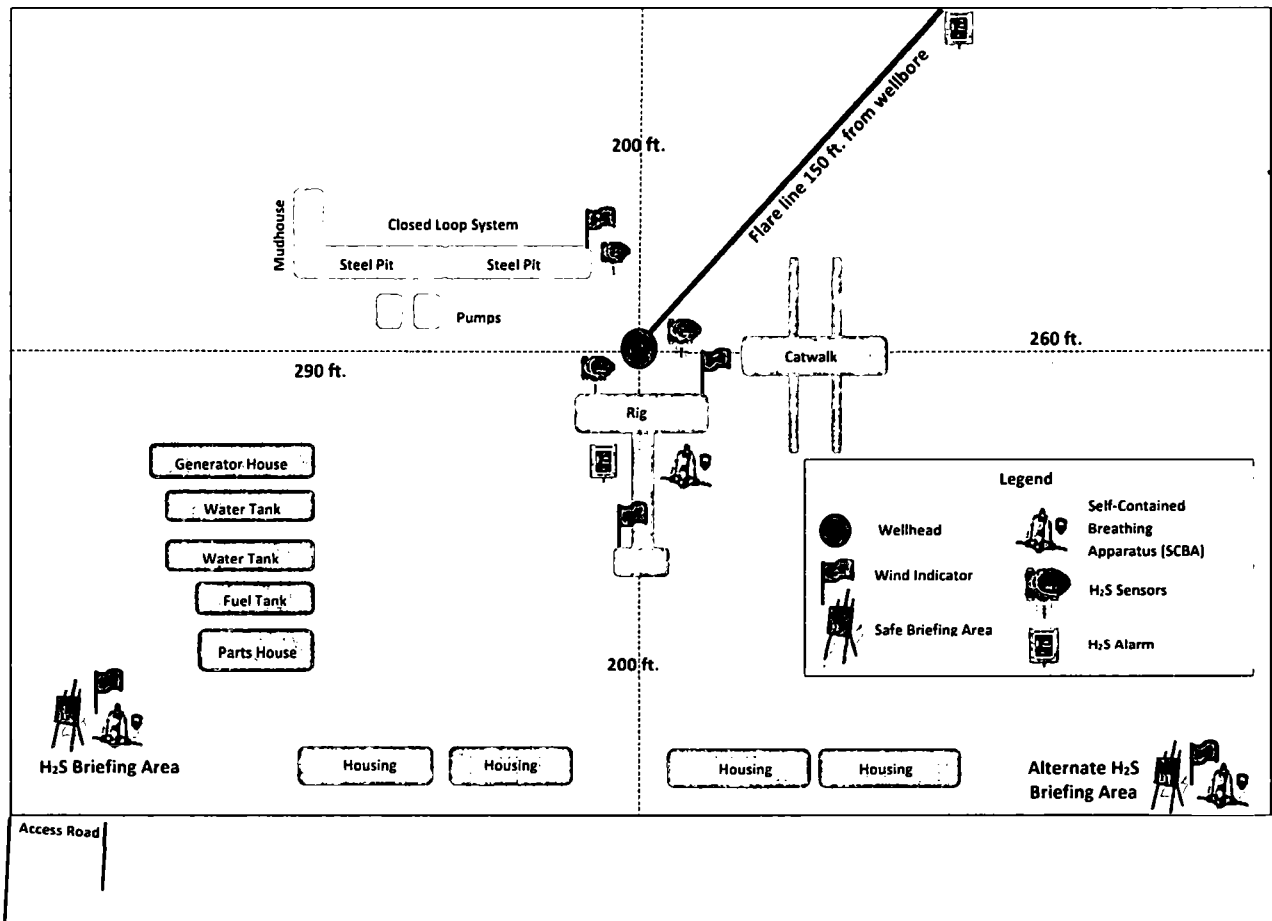 200 ft.
Flare line 150 ft. from wellbore
Mudhouse
Closed Loop System
Steel Pit
Steel Pit
Pumps
290 ft.
260 ft.
Catwalk
Rig
Generator House
Water Tank
Water Tank
Fuel Tank
Parts House
200 ft.
Legend
Wellhead
Wind Indicator
Safe Briefing Area
Self-Contained
Breathing
Apparatus (SCBA)
H₂S Sensors
H₂S Alarm
H₂S Briefing Area
Housing
Housing
Housing
Housing
Alternate H₂S
Briefing Area
Access Road